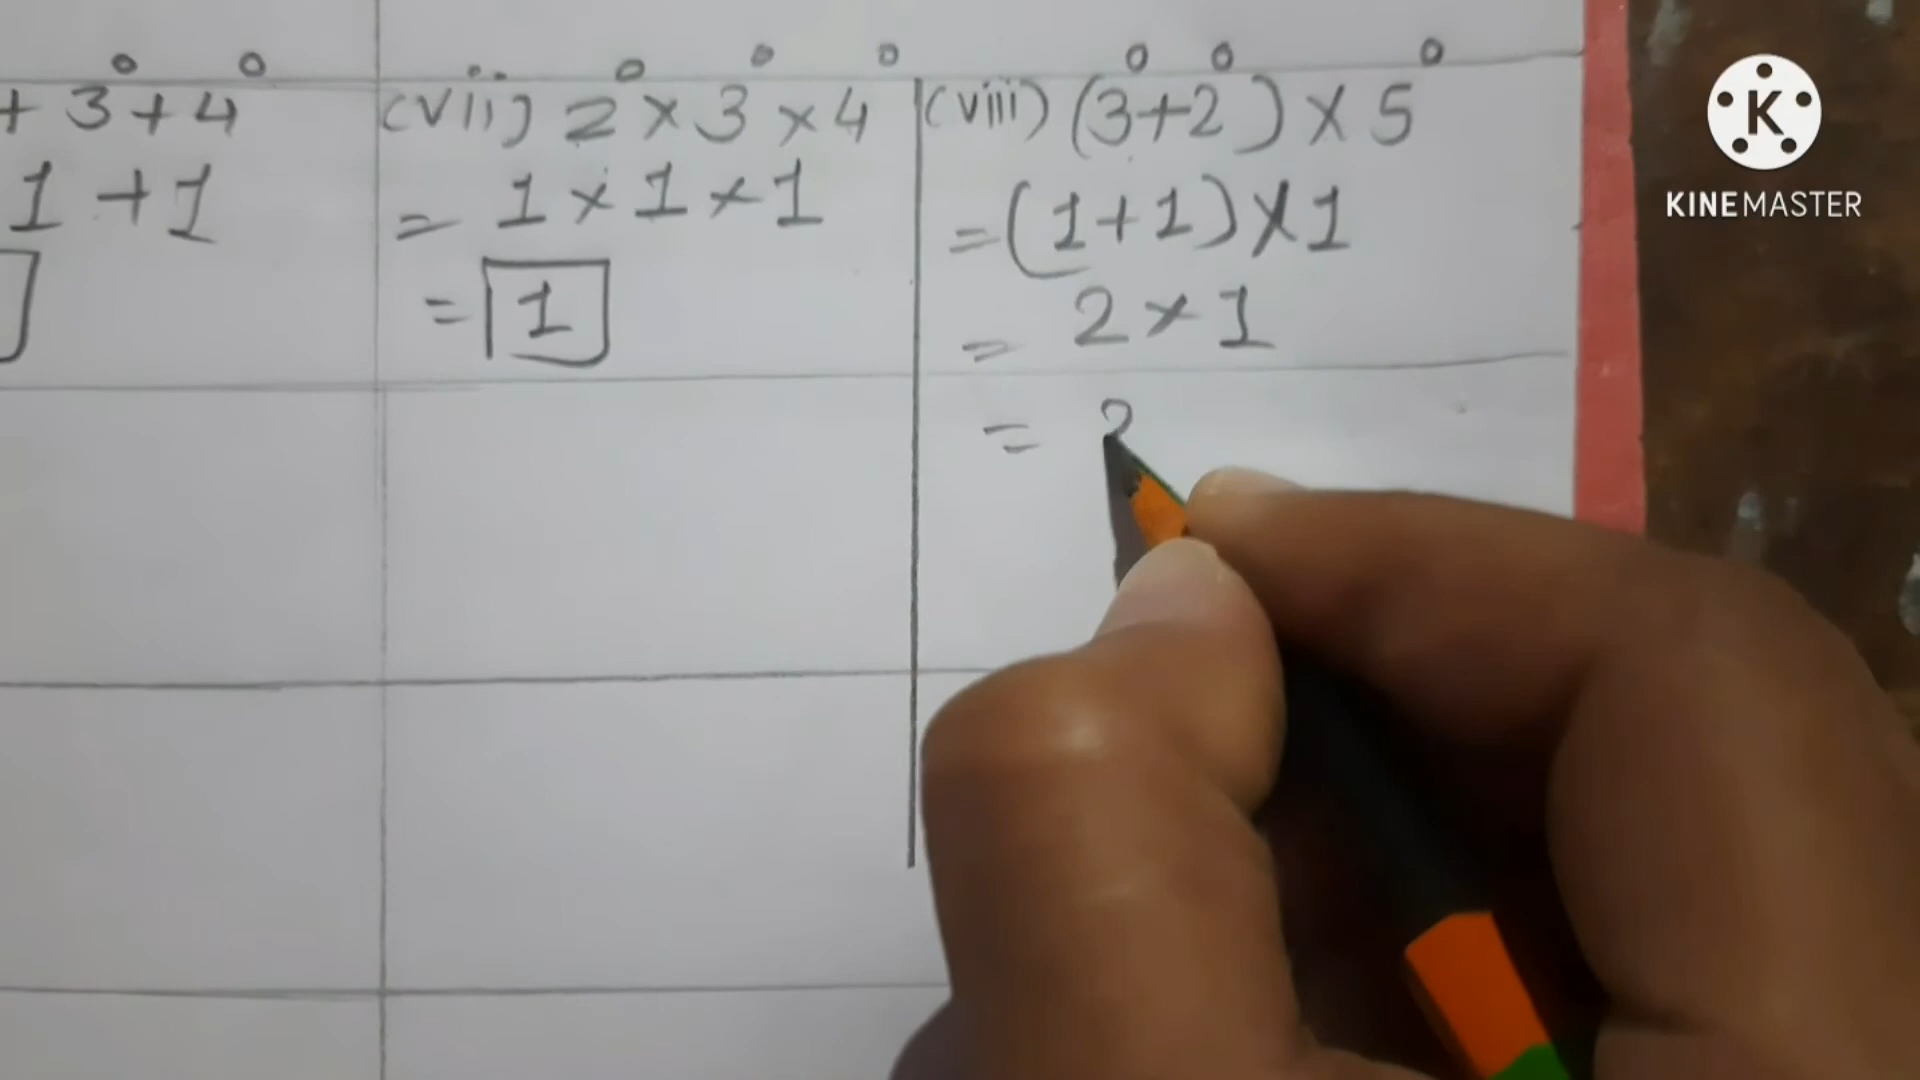 + 3⁰ + 4⁰
1 + 1
(vii) 2⁰ × 3⁰ × 4⁰
= 1 × 1 × 1
= 1
(viii) (3⁰+2⁰) × 5⁰
= (1+1) × 1
= 2 × 1
= 2
K
KINEMASTER